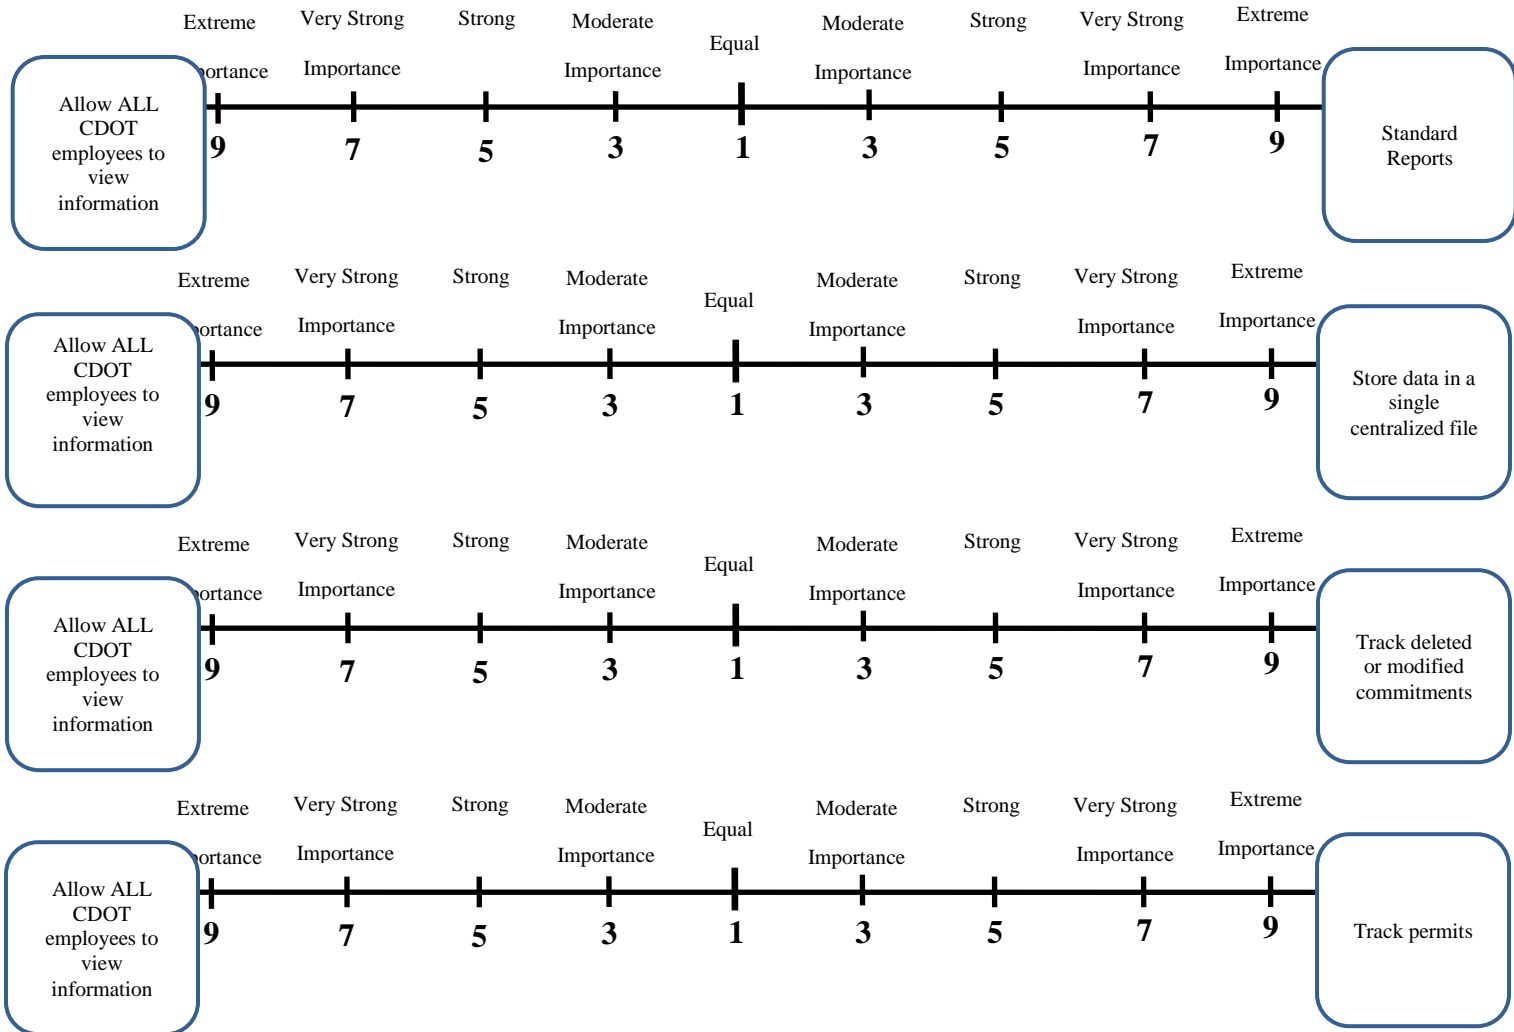 Extreme Very Strong Strong Moderate Equal Moderate Strong Very Strong Extreme
portance Importance Importance Importance Importance Importance
Allow ALL
CDOT
employees to
view
information
9 7 5 3 1 3 5 7 9
Standard
Reports
Extreme Very Strong Strong Moderate Equal Moderate Strong Very Strong Extreme
portance Importance Importance Importance Importance Importance
Allow ALL
CDOT
employees to
view
information
9 7 5 3 1 3 5 7 9
Store data in a
single
centralized file
Extreme Very Strong Strong Moderate Equal Moderate Strong Very Strong Extreme
portance Importance Importance Importance Importance Importance
Allow ALL
CDOT
employees to
view
information
9 7 5 3 1 3 5 7 9
Track deleted
or modified
commitments
Extreme Very Strong Strong Moderate Equal Moderate Strong Very Strong Extreme
portance Importance Importance Importance Importance Importance
Allow ALL
CDOT
employees to
view
information
9 7 5 3 1 3 5 7 9
Track permits